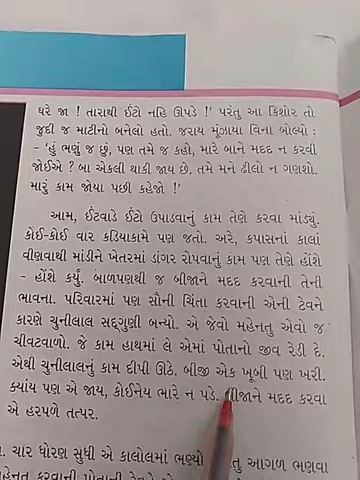 ઘરે જા ! તારાથી ઈંટો નહિ ઊપડે !' પરંતુ આ કિશોર તો
જુદી જ માટીનો બનેલો હતો. જરાય મૂંઝાયા વિના બોલ્યો :
- 'હું ભણું જ છું, પણ તમે જ કહો, મારે બાને મદદ ન કરવી
જોઈએ ? બા એકલી થાકી જાય છે. તમે મને ઢીલો ન ગણશો.
મારું કામ જોયા પછી કહેજો !'
આમ, ઈંટવાડે ઈંટો ઉપાડવાનું કામ તેણે કરવા માંડ્યું.
કોઈ-કોઈ વાર કડિયાકામે પણ જતો. અરે, કપાસનાં કાલાં
વીણવાથી માંડીને ખેતરમાં ડાંગર રોપવાનું કામ પણ તેણે હોંશે
- હોંશે કર્યું. બાળપણથી જ બીજાને મદદ કરવાની તેની
ભાવના. પરિવારમાં પણ સૌની ચિંતા કરવાની એની ટેવને
કારણે ચુનીલાલ સદ્ગુણી બન્યો. એ જેવો મહેનતુ એવો જ
ચીવટવાળો. જે કામ હાથમાં લે એમાં પોતાનો જીવ રેડી દે.
એથી ચુનીલાલનું કામ દીપી ઊઠે. બીજી એક ખૂબી પણ ખરી.
ક્યાંય પણ એ જાય, કોઈનેય ભારે ન પડે. બીજાને મદદ કરવા
એ હરપળે તત્પર.
. ચાર ધોરણ સુધી એ કાલોલમાં ભણ્યો આગળ ભણવા
કરવાની પોતાની